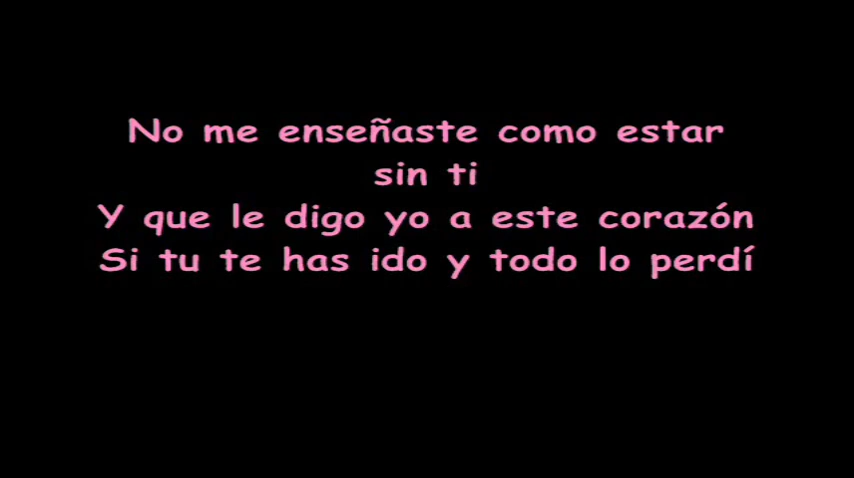 No me enseñaste como estar
sin ti
Y que le digo yo a este corazón
Si tu te has ido y todo lo perdí